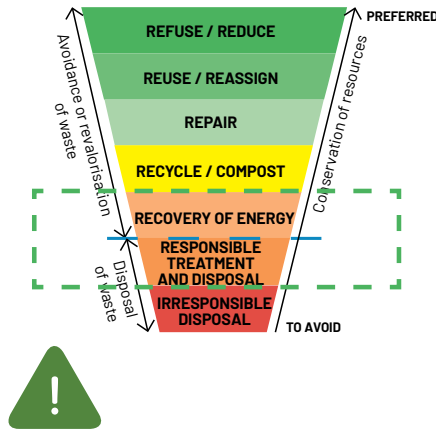 PREFERRED
REFUSE / REDUCE
REUSE / REASSIGN
REPAIR
RECYCLE / COMPOST
RECOVERY OF ENERGY
RESPONSIBLE
TREATMENT
AND DISPOSAL
IRRESPONSIBLE
DISPOSAL
TO AVOID
Avoidance or revalorisation
of waste
Disposal
of waste
Conservation of resources
!